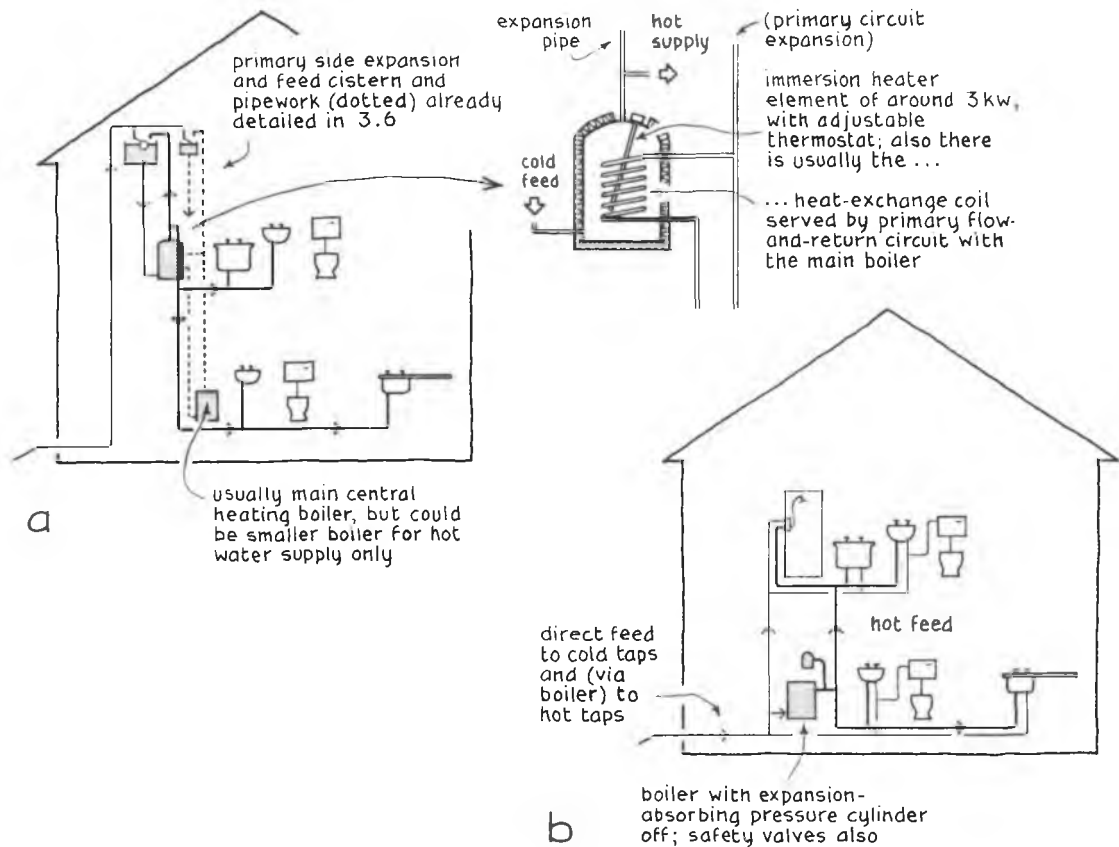 primary side expansion
and feed cistern and
pipework (dotted) already
detailed in 3.6
expansion
pipe
hot
supply
(primary circuit
expansion)
immersion heater
element of around 3kw,
with adjustable
thermostat; also there
is usually the ...
cold
feed
... heat-exchange coil
served by primary flow-
and-return circuit with
the main boiler
usually main central
heating boiler, but could
be smaller boiler for hot
water supply only
a
hot feed
direct feed
to cold taps
and (via
boiler) to
hot taps
boiler with expansion-
absorbing pressure cylinder
off; safety valves also
b